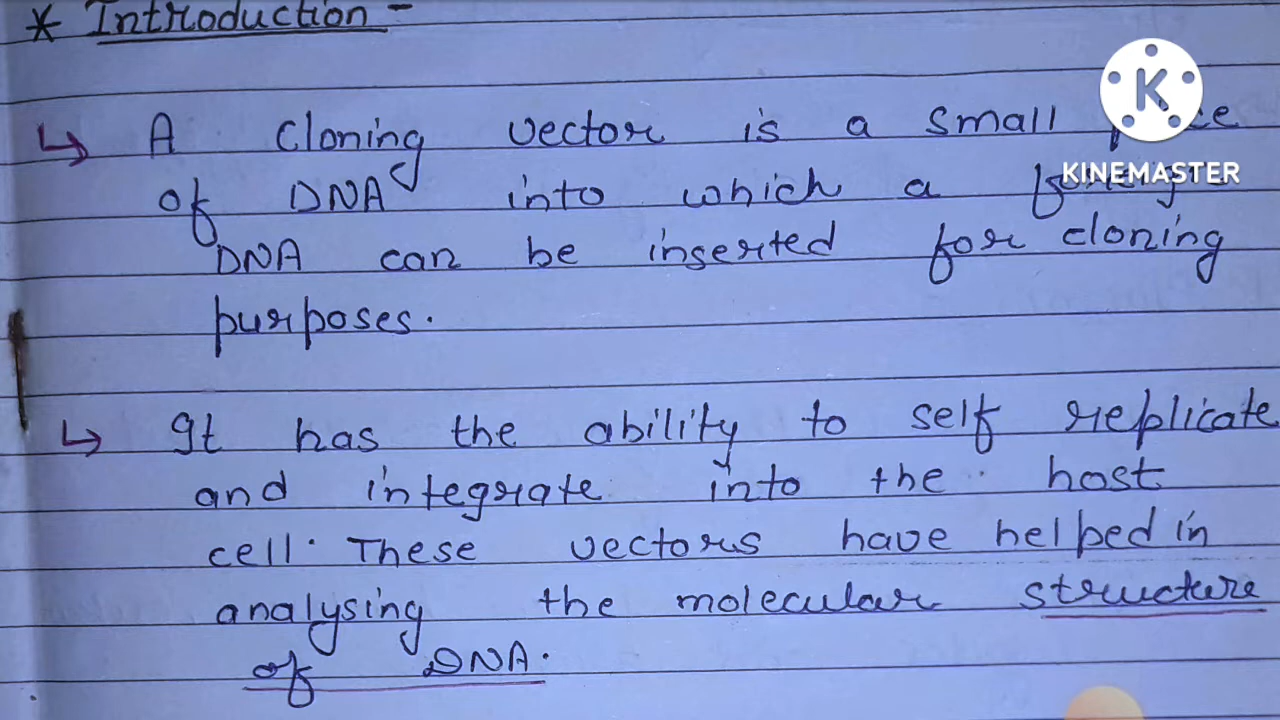 * Introduction -
↳ A cloning vector is a small piece
of DNA into which a foreign
DNA can be inserted for cloning
purposes.
↳ It has the ability to self replicate
and integrate into the host
cell. These vectors have helped in
analysing the molecular structure
of DNA.
K
KINEMASTER